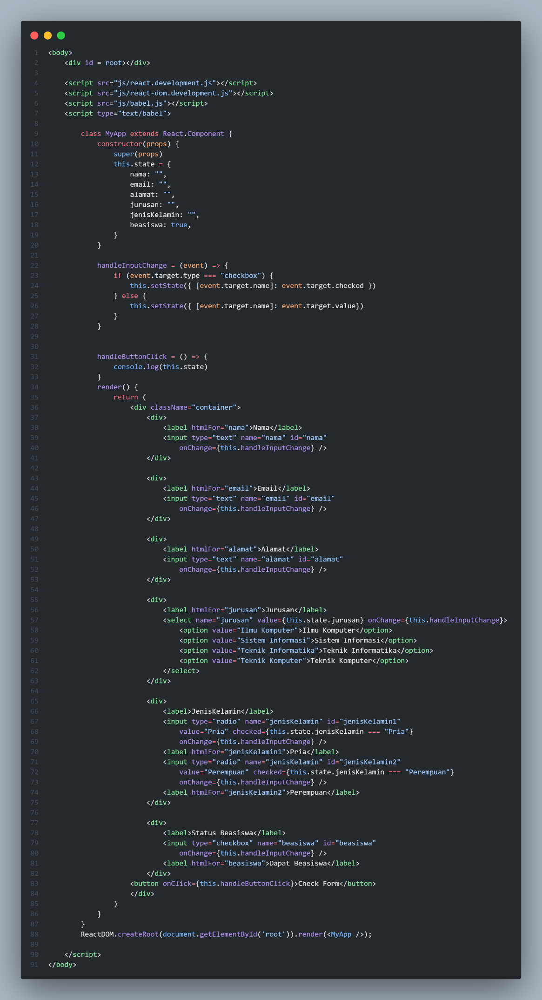 1 <body>
2     <div id = root></div>
3
4     <script src="js/react.development.js"></script>
5     <script src="js/react-dom.development.js"></script>
6     <script src="js/babel.js"></script>
7     <script type="text/babel">
8
9         class MyApp extends React.Component {
10             constructor(props) {
11                 super(props)
12                 this.state = {
13                     nama: "",
14                     email: "",
15                     alamat: "",
16                     jurusan: "",
17                     jenisKelamin: "",
18                     beasiswa: true,
19                 }
20             }
21
22             handleInputChange = (event) => {
23                 if (event.target.type === "checkbox") {
24                     this.setState({ [event.target.name]: event.target.checked })
25                 } else {
26                     this.setState({ [event.target.name]: event.target.value})
27                 }
28             }
29
30
31             handleButtonClick = () => {
32                 console.log(this.state)
33             }
34             render() {
35                 return (
36                     <div className="container">
37                         <div>
38                             <label htmlFor="nama">Nama</label>
39                             <input type="text" name="nama" id="nama"
40                                 onChange={this.handleInputChange} />
41                         </div>
42
43                         <div>
44                             <label htmlFor="email">Email</label>
45                             <input type="text" name="email" id="email"
46                                 onChange={this.handleInputChange} />
47                         </div>
48
49                         <div>
50                             <label htmlFor="alamat">Alamat</label>
51                             <input type="text" name="alamat" id="alamat"
52                                 onChange={this.handleInputChange} />
53                         </div>
54
55                         <div>
56                             <label htmlFor="jurusan">Jurusan</label>
57                             <select name="jurusan" value={this.state.jurusan} onChange={this.handleInputChange}>
58                                 <option value="Ilmu Komputer">Ilmu Komputer</option>
59                                 <option value="Sistem Informasi">Sistem Informasi</option>
60                                 <option value="Teknik Informatika">Teknik Informatika</option>
61                                 <option value="Teknik Komputer">Teknik Komputer</option>
62                             </select>
63                         </div>
64
65                         <div>
66                             <label>JenisKelamin</label>
67                             <input type="radio" name="jenisKelamin" id="jenisKelamin1"
68                                 value="Pria" checked={this.state.jenisKelamin === "Pria"}
69                                 onChange={this.handleInputChange} />
70                             <label htmlFor="jenisKelamin1">Pria</label>
71                             <input type="radio" name="jenisKelamin" id="jenisKelamin2"
72                                 value="Perempuan" checked={this.state.jenisKelamin === "Perempuan"}
73                                 onChange={this.handleInputChange} />
74                             <label htmlFor="jenisKelamin2">Perempuan</label>
75                         </div>
76
77                         <div>
78                             <label>Status Beasiswa</label>
79                             <input type="checkbox" name="beasiswa" id="beasiswa"
80                                 onChange={this.handleInputChange} />
81                             <label htmlFor="beasiswa">Dapat Beasiswa</label>
82                         </div>
83                     <button onClick={this.handleButtonClick}>Check Form</button>
84                     </div>
85                 )
86             }
87         }
88         ReactDOM.createRoot(document.getElementById('root')).render(<MyApp />);
89
90     </script>
91 </body>